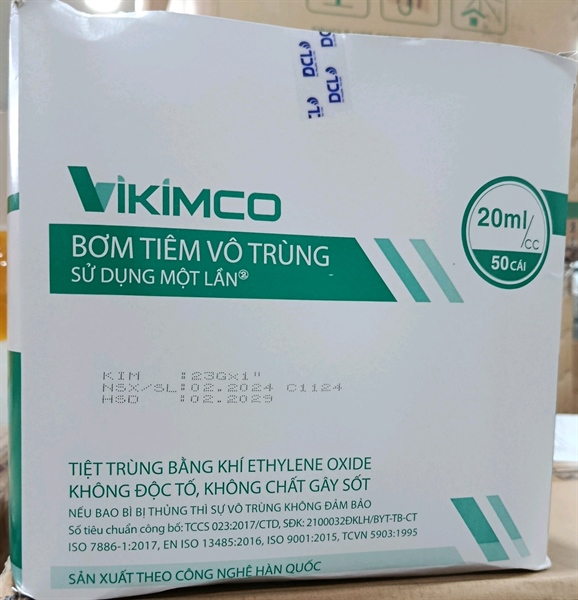 DCL
DCL
DCL
VIKIMCO
BƠM TIÊM VÔ TRÙNG
SỬ DỤNG MỘT LẦN②
20ml/cc
50 CÁI
KIM :23Gx1"
NSX/SL:02.2024 C1124
HSD :02.2029
TIỆT TRÙNG BẰNG KHÍ ETHYLENE OXIDE
KHÔNG ĐỘC TỐ, KHÔNG CHẤT GÂY SỐT
NẾU BAO BÌ BỊ THỦNG THÌ SỰ VÔ TRÙNG KHÔNG ĐẢM BẢO
Số tiêu chuẩn công bố: TCCS 023:2017/CTD, SĐK: 2100032ĐKLH/BYT-TB-CT
ISO 7886-1:2017, EN ISO 13485:2016, ISO 9001:2015, TCVN 5903:1995
SẢN XUẤT THEO CÔNG NGHỆ HÀN QUỐC